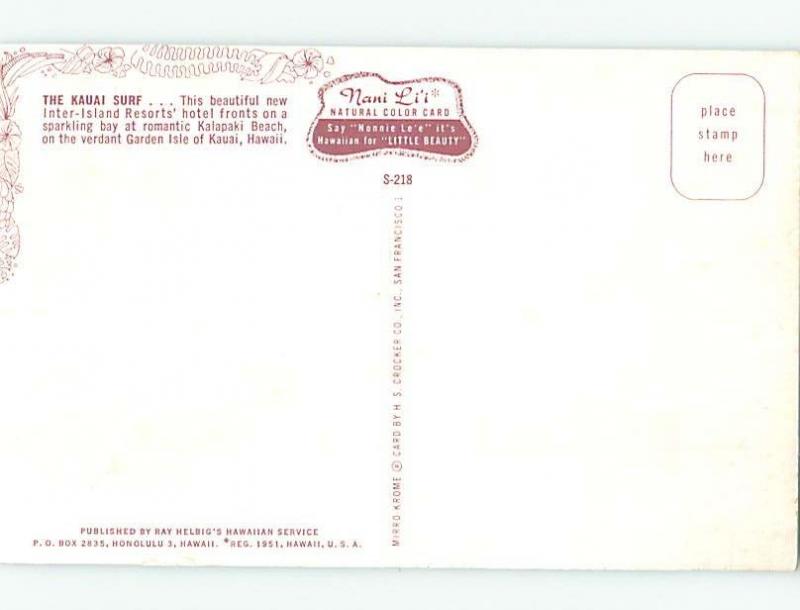 THE KAUAI SURF . . . This beautiful new
Inter-Island Resorts' hotel fronts on a
sparkling bay at romantic Kalapaki Beach,
on the verdant Garden Isle of Kauai, Hawaii.
Nani Li'i*
NATURAL COLOR CARD
Say "Nonnie Le'e" it's
Hawaiian for "LITTLE BEAUTY"
S-218
place
stamp
here
MIRRO KROME ® CARD BY H. S. CROCKER CO., INC., SAN FRANCISCO 1
PUBLISHED BY RAY HELBIG'S HAWAIIAN SERVICE
P. O. BOX 2835, HONOLULU 3, HAWAII. *REG. 1951, HAWAII, U. S. A.